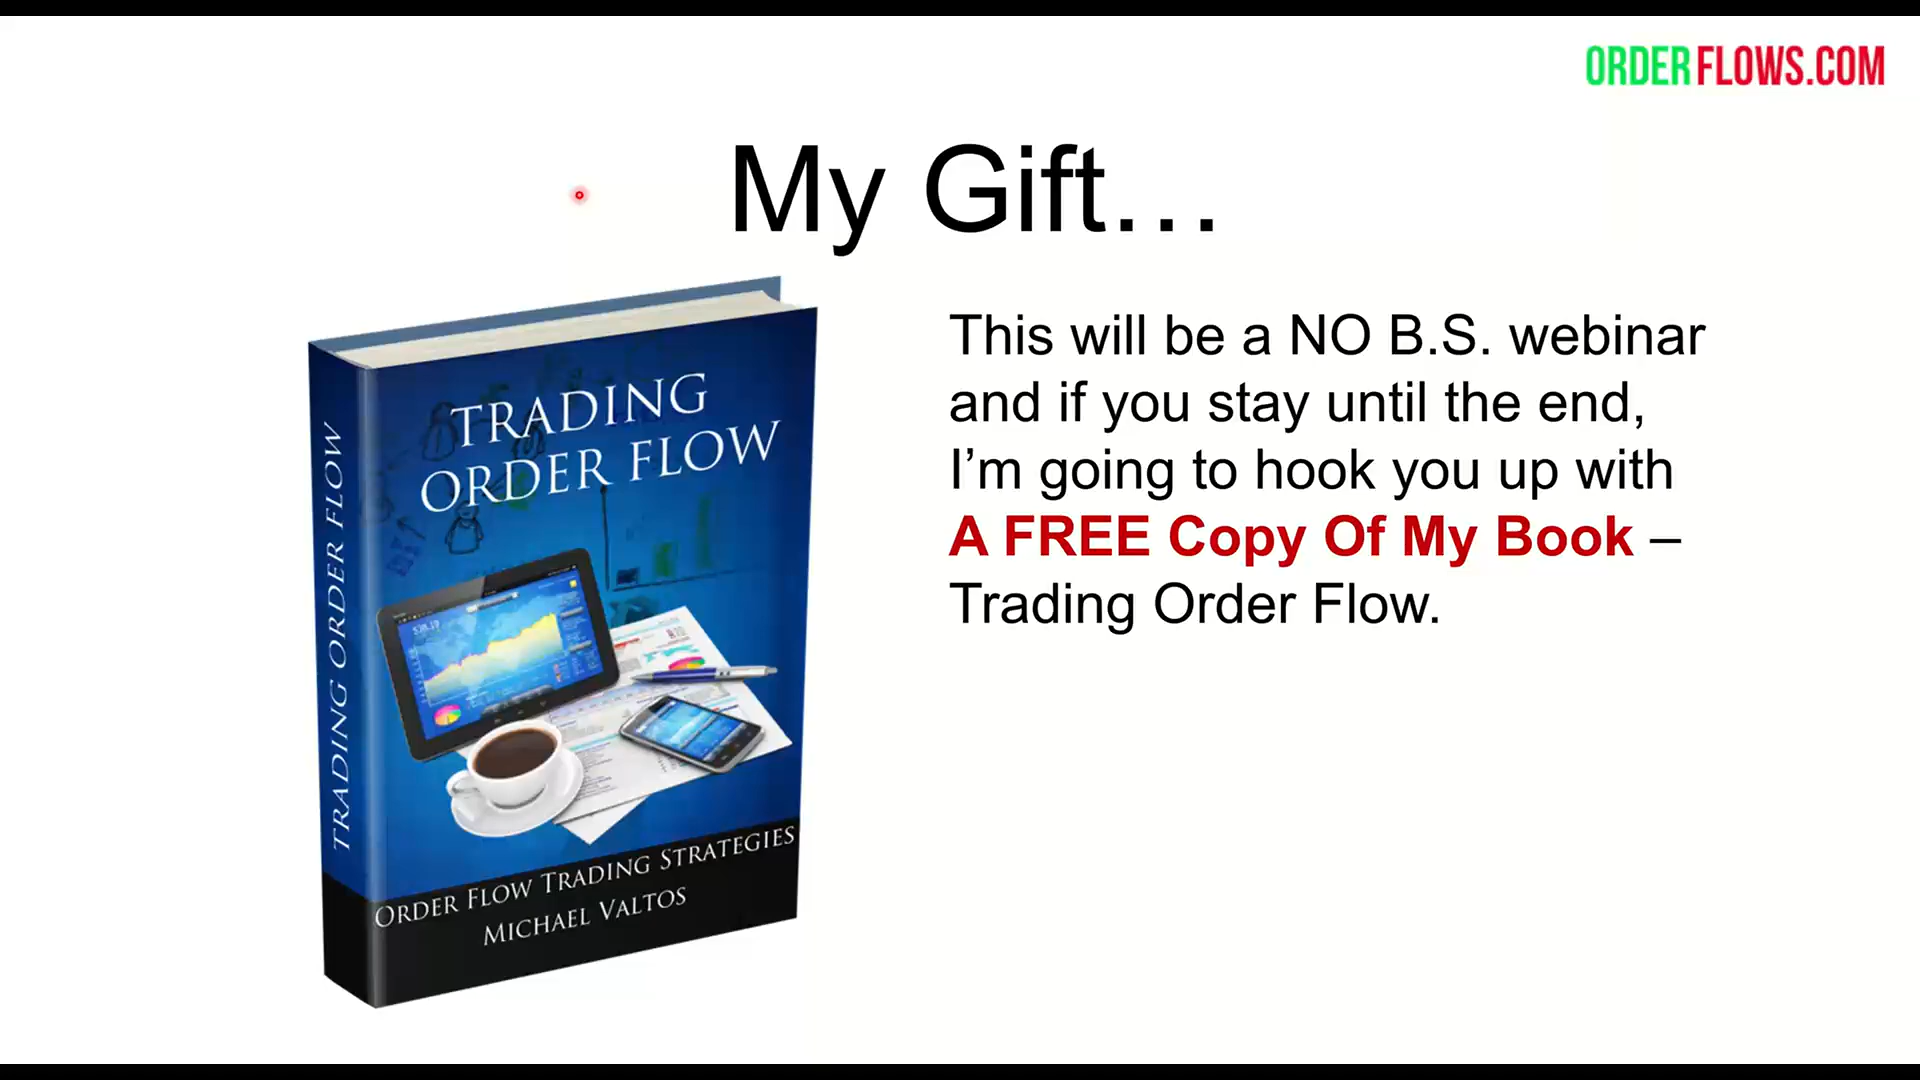 ORDERFLOWS.COM
My Gift…
This will be a NO B.S. webinar
and if you stay until the end,
I’m going to hook you up with
A FREE Copy Of My Book –
Trading Order Flow.
TRADING ORDER FLOW
TRADING
ORDER FLOW
ORDER FLOW TRADING STRATEGIES
MICHAEL VALTOS